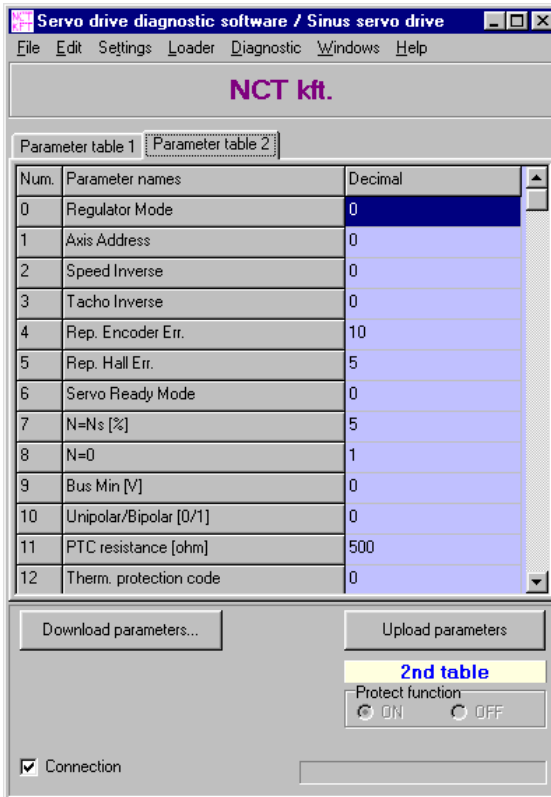 NCT KFT Servo drive diagnostic software / Sinus servo drive
File Edit Settings Loader Diagnostic Windows Help
NCT kft.
Parameter table 1 Parameter table 2
Num. Parameter names Decimal
0 Regulator Mode 0
1 Axis Address 0
2 Speed Inverse 0
3 Tacho Inverse 0
4 Rep. Encoder Err. 10
5 Rep. Hall Err. 5
6 Servo Ready Mode 0
7 N=Ns [%] 5
8 N=0 1
9 Bus Min [V] 0
10 Unipolar/Bipolar [0/1] 0
11 PTC resistance [ohm] 500
12 Therm. protection code 0
Download parameters... Upload parameters
2nd table
Protect function
ON OFF
Connection